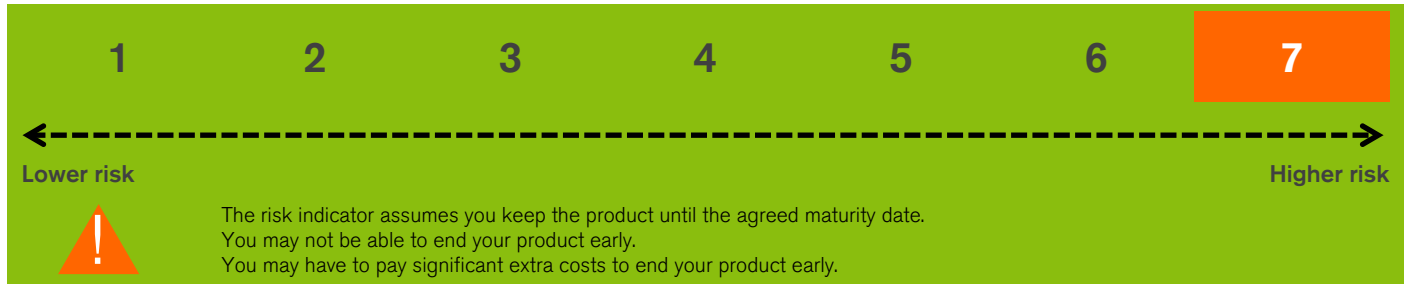 1 2 3 4 5 6 7
Lower risk Higher risk
!
The risk indicator assumes you keep the product until the agreed maturity date.
You may not be able to end your product early.
You may have to pay significant extra costs to end your product early.